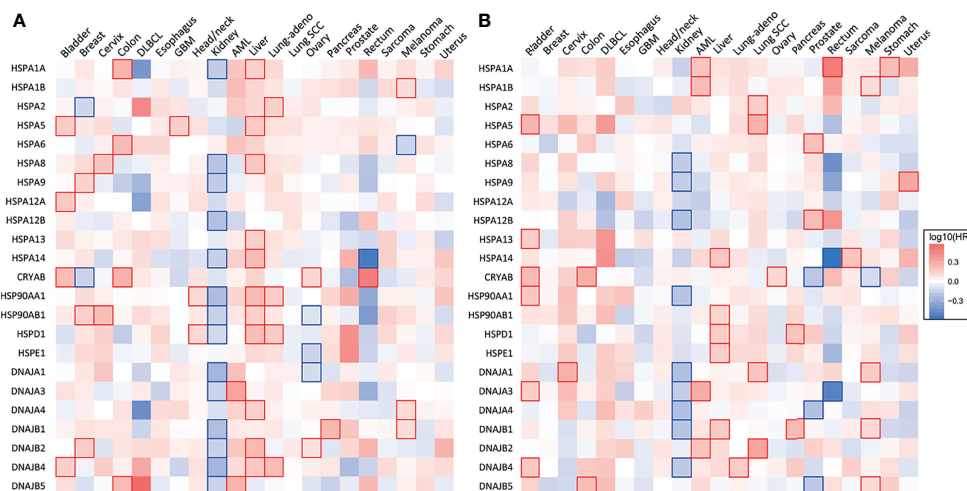 A
Bladder Breast Cervix Colon DLBCL Esophagus GBM Head/neck Kidney AML Liver Lung-adeno Lung SCC Ovary Pancreas Prostate Rectum Sarcoma Melanoma Stomach Uterus
HSPA1A
HSPA1B
HSPA2
HSPA5
HSPA6
HSPA8
HSPA9
HSPA12A
HSPA12B
HSPA13
HSPA14
CRYAB
HSP90AA1
HSP90AB1
HSPD1
HSPE1
DNAJA1
DNAJA3
DNAJA4
DNAJB1
DNAJB2
DNAJB4
DNAJB5
B
Bladder Breast Cervix Colon DLBCL Esophagus GBM Head/neck Kidney AML Liver Lung-adeno Lung SCC Ovary Pancreas Prostate Rectum Sarcoma Melanoma Stomach Uterus
HSPA1A
HSPA1B
HSPA2
HSPA5
HSPA6
HSPA8
HSPA9
HSPA12A
HSPA12B
HSPA13
HSPA14
CRYAB
HSP90AA1
HSP90AB1
HSPD1
HSPE1
DNAJA1
DNAJA3
DNAJA4
DNAJB1
DNAJB2
DNAJB4
DNAJB5
log10(HR
0.3
0.0
−0.3